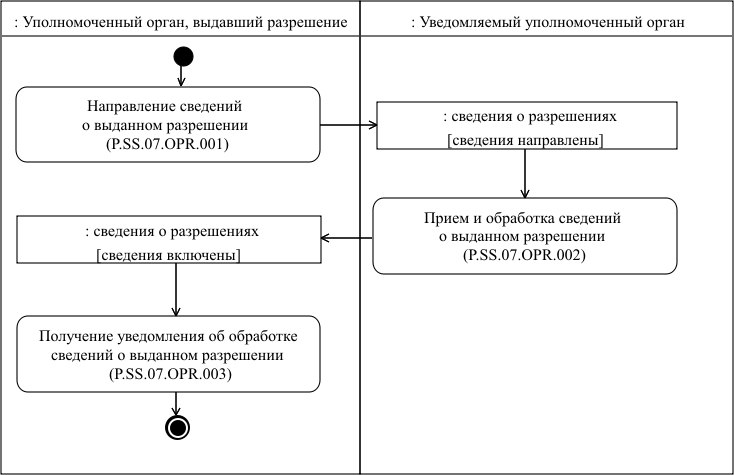 : Уполномоченный орган, выдавший разрешение
: Уведомляемый уполномоченный орган
Направление сведений
о выданном разрешении
(P.SS.07.OPR.001)
: сведения о разрешениях
[сведения направлены]
Прием и обработка сведений
о выданном разрешении
(P.SS.07.OPR.002)
: сведения о разрешениях
[сведения включены]
Получение уведомления об обработке
сведений о выданном разрешении
(P.SS.07.OPR.003)